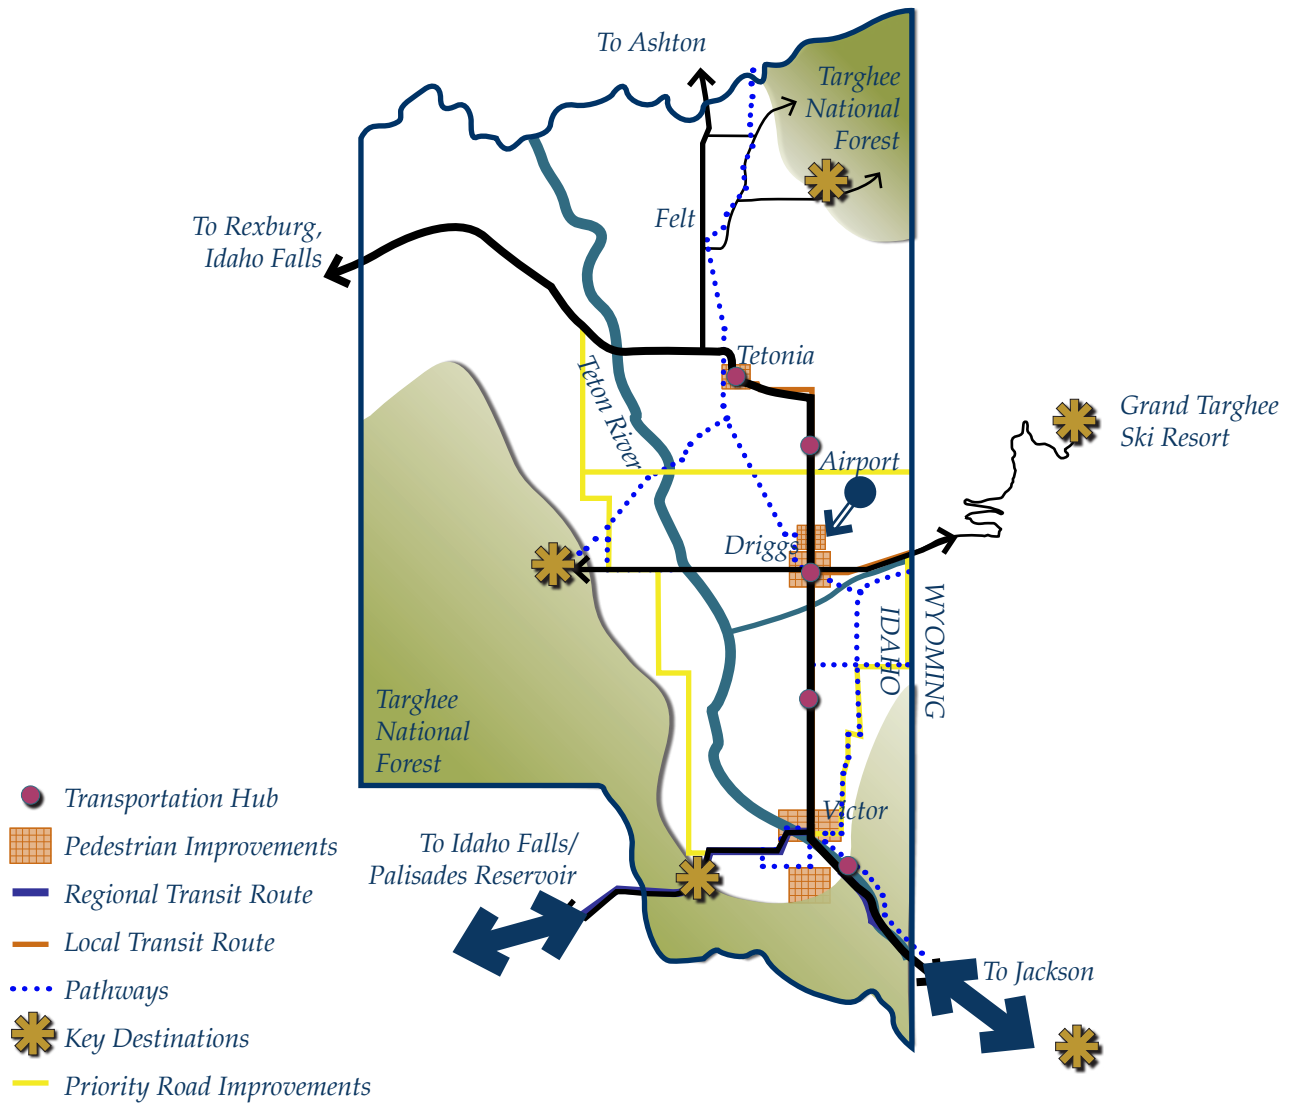 To Ashton
Targhee
National
Forest
To Rexburg,
Idaho Falls
Felt
Tetonia
Teton River
Grand Targhee
Ski Resort
Airport
Driggs
IDAHO
WYOMING
Targhee
National
Forest
Victor
To Idaho Falls/
Palisades Reservoir
To Jackson
Transportation Hub
Pedestrian Improvements
Regional Transit Route
Local Transit Route
Pathways
Key Destinations
Priority Road Improvements